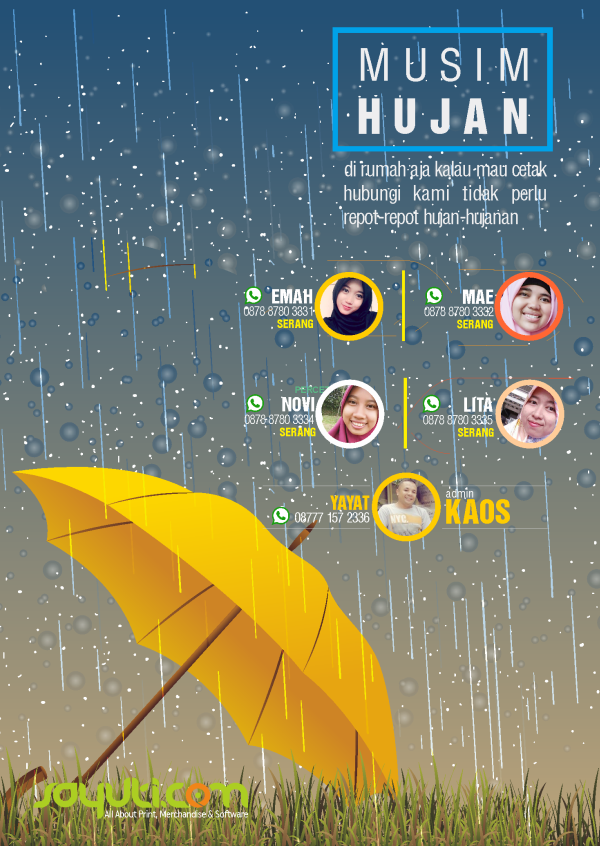 MUSIM
HUJAN
di rumah aja kalau mau cetak
hubungi kami tidak perlu
repot-repot hujan-hujanan
EMAH
0878 8780 3331
SERANG
MAE
0878 8780 3332
SERANG
NOVI
0878 8780 3334
SERANG
LITA
0878 8780 3335
SERANG
YAYAT
08777 157 2336
admin
KAOS
soyuti.com
All About Print, Merchandise & Software